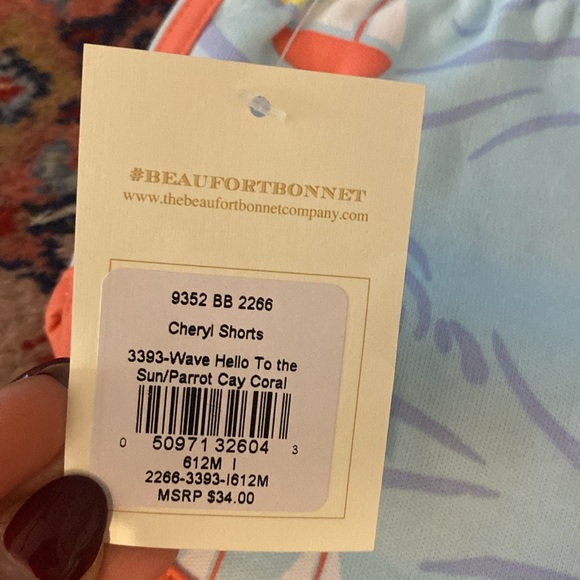 #BEAUFORTBONNET
www.thebeaufortbonnetcompany.com
9352 BB 2266
Cheryl Shorts
3393-Wave Hello To the
Sun/Parrot Cay Coral
0 50971 32604 3
612M I
2266-3393-I612M
MSRP $34.00